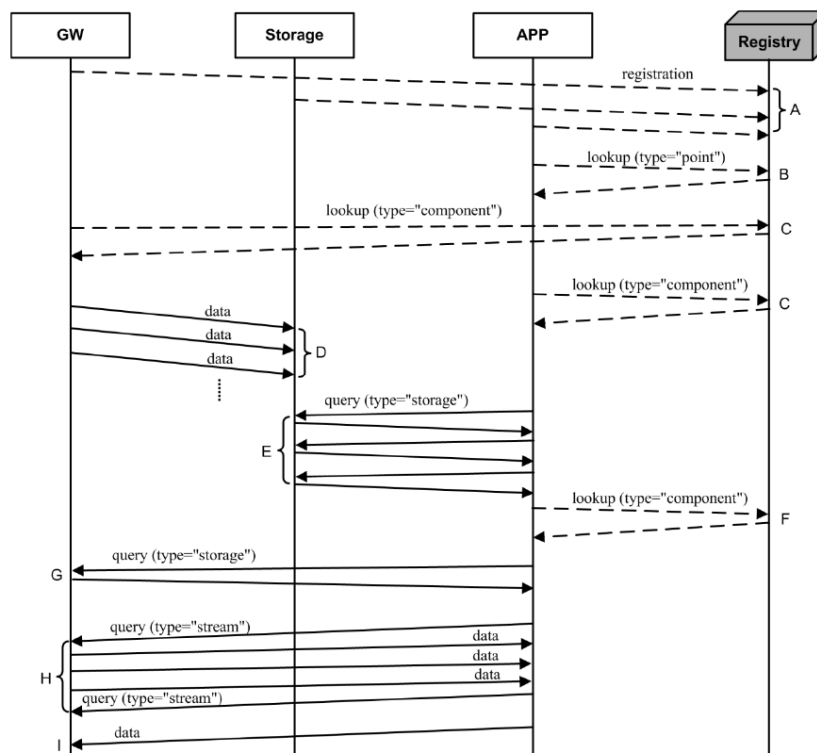 GW
Storage
APP
Registry
registration
A
lookup (type="point")
B
lookup (type="component")
C
lookup (type="component")
C
data
data
D
data
query (type="storage")
E
lookup (type="component")
F
query (type="storage")
G
query (type="stream")
data
data
H
data
query (type="stream")
data
I